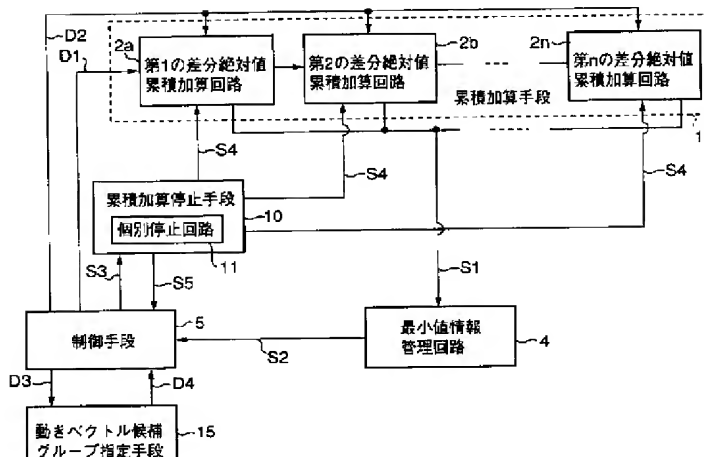 D2
D1
2a
2b
2n
第1の差分絶対値
累積加算回路
第2の差分絶対値
累積加算回路
第nの差分絶対値
累積加算回路
累積加算手段
1
S4
S4
S4
累積加算停止手段
10
個別停止回路
11
S3
S5
S1
5
制御手段
S2
最小値情報
管理回路
4
D3
D4
動きベクトル候補
グループ指定手段
15